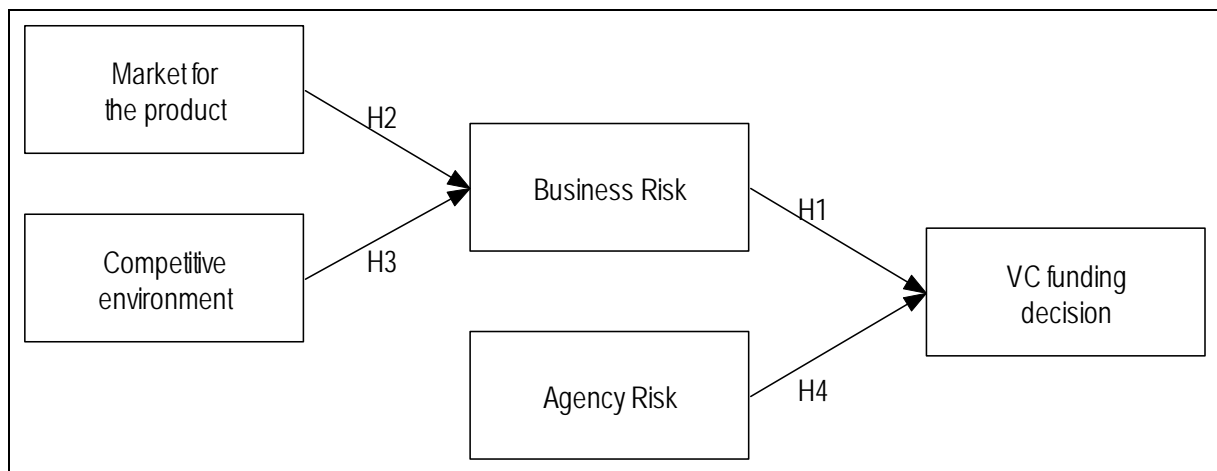 Market for
the product
H2
Business Risk
H1
Competitive
environment
H3
VC funding
decision
Agency Risk
H4